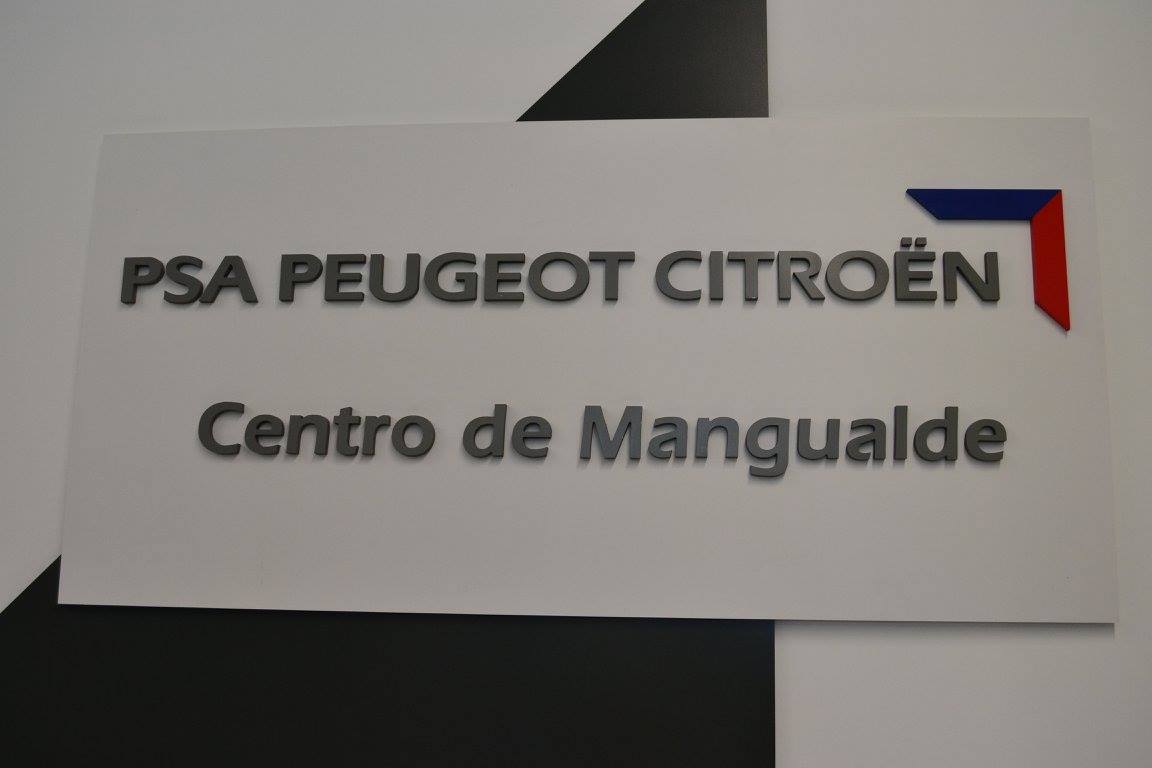 PSA PEUGEOT CITROËN
Centro de Mangualde